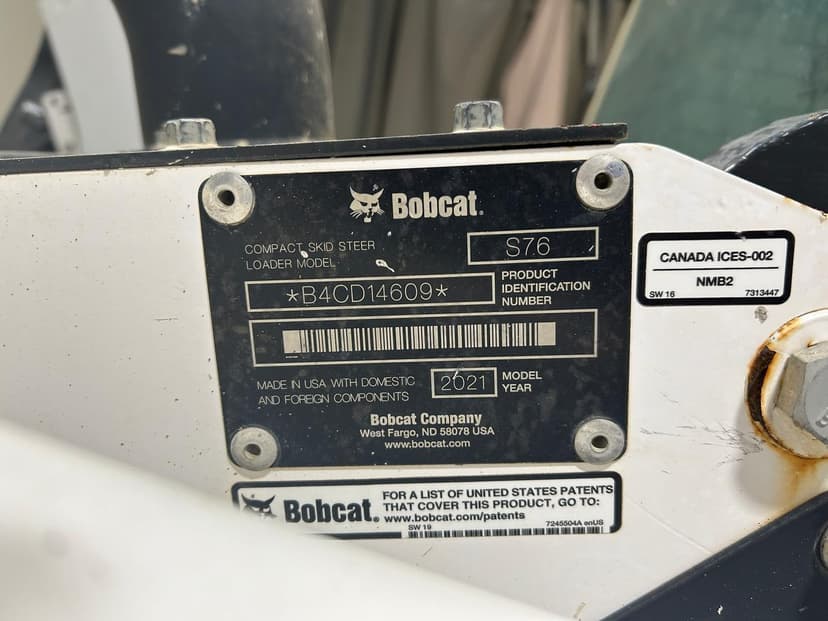 Bobcat.
COMPACT SKID STEER
LOADER MODEL
S76
*B4CD14609*
PRODUCT
IDENTIFICATION
NUMBER
MADE IN USA WITH DOMESTIC
AND FOREIGN COMPONENTS
2021
MODEL
YEAR
Bobcat Company
West Fargo, ND 58078 USA
www.bobcat.com
CANADA ICES-002
NMB2
SW 16 7313447
Bobcat.
FOR A LIST OF UNITED STATES PATENTS
THAT COVER THIS PRODUCT, GO TO:
www.bobcat.com/patents
SW 19 7245504A enUS